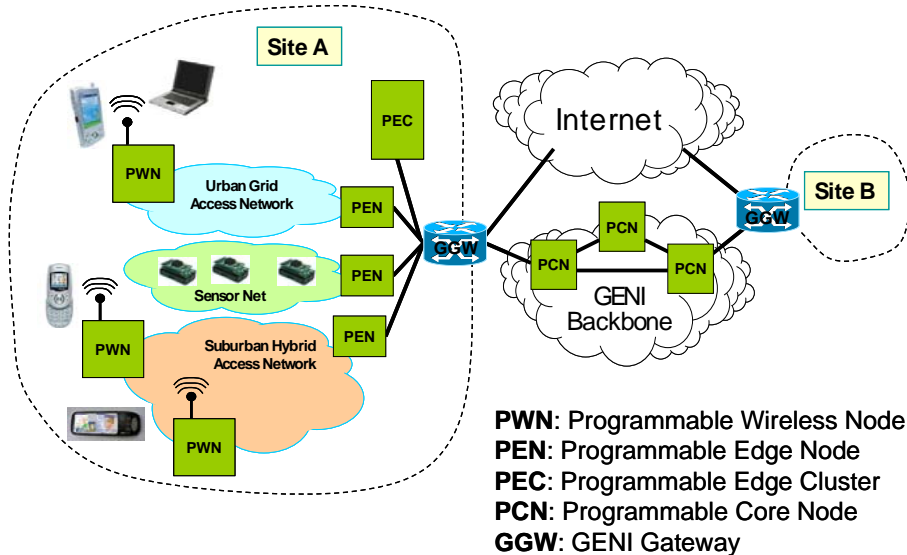 Site A
PEC
Internet
PWN
Urban Grid
Access Network
PEN
Site B
GGW
GGW
PCN
PCN
PCN
PEN
Sensor Net
GENI
Backbone
PEN
PWN
Suburban Hybrid
Access Network
PWN
PWN: Programmable Wireless Node
PEN: Programmable Edge Node
PEC: Programmable Edge Cluster
PCN: Programmable Core Node
GGW: GENI Gateway